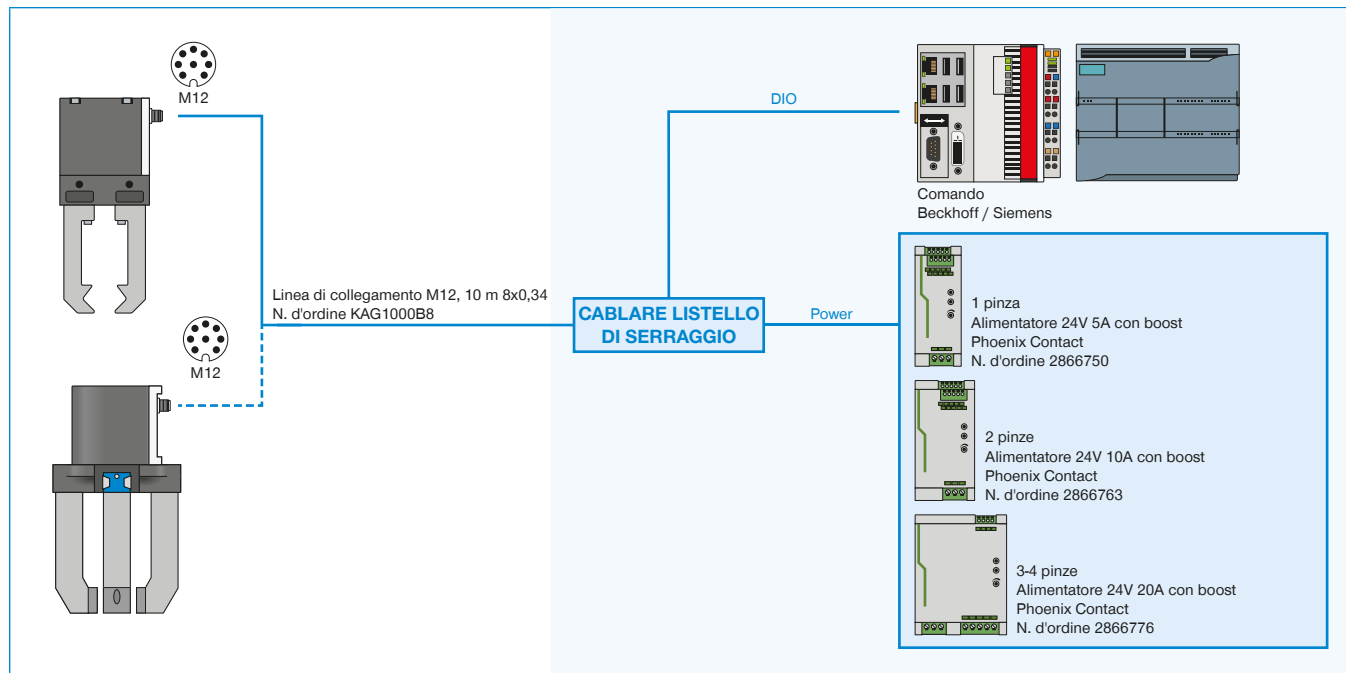 M12
M12
Linea di collegamento M12, 10 m 8x0,34
N. d'ordine KAG1000B8
CABLARE LISTELLO
DI SERRAGGIO
DIO
Power
Comando
Beckhoff / Siemens
1 pinza
Alimentatore 24V 5A con boost
Phoenix Contact
N. d'ordine 2866750
2 pinze
Alimentatore 24V 10A con boost
Phoenix Contact
N. d'ordine 2866763
3-4 pinze
Alimentatore 24V 20A con boost
Phoenix Contact
N. d'ordine 2866776